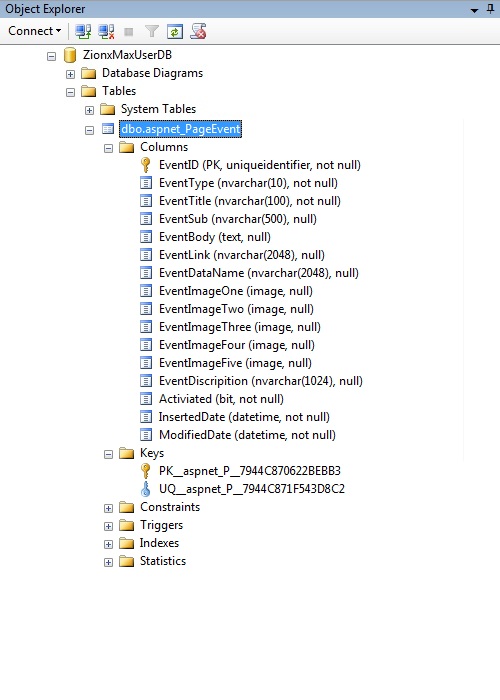 Object Explorer
Connect
ZionxMaxUserDB
Database Diagrams
Tables
System Tables
dbo.aspnet_PageEvent
Columns
EventID (PK, uniqueidentifier, not null)
EventType (nvarchar(10), not null)
EventTitle (nvarchar(100), not null)
EventSub (nvarchar(500), null)
EventBody (text, null)
EventLink (nvarchar(2048), null)
EventDataName (nvarchar(2048), null)
EventImageOne (image, null)
EventImageTwo (image, null)
EventImageThree (image, null)
EventImageFour (image, null)
EventImageFive (image, null)
EventDiscripition (nvarchar(1024), null)
Activiated (bit, not null)
InsertedDate (datetime, not null)
ModifiedDate (datetime, not null)
Keys
PK__aspnet_P__7944C870622BEBB3
UQ__aspnet_P__7944C871F543D8C2
Constraints
Triggers
Indexes
Statistics